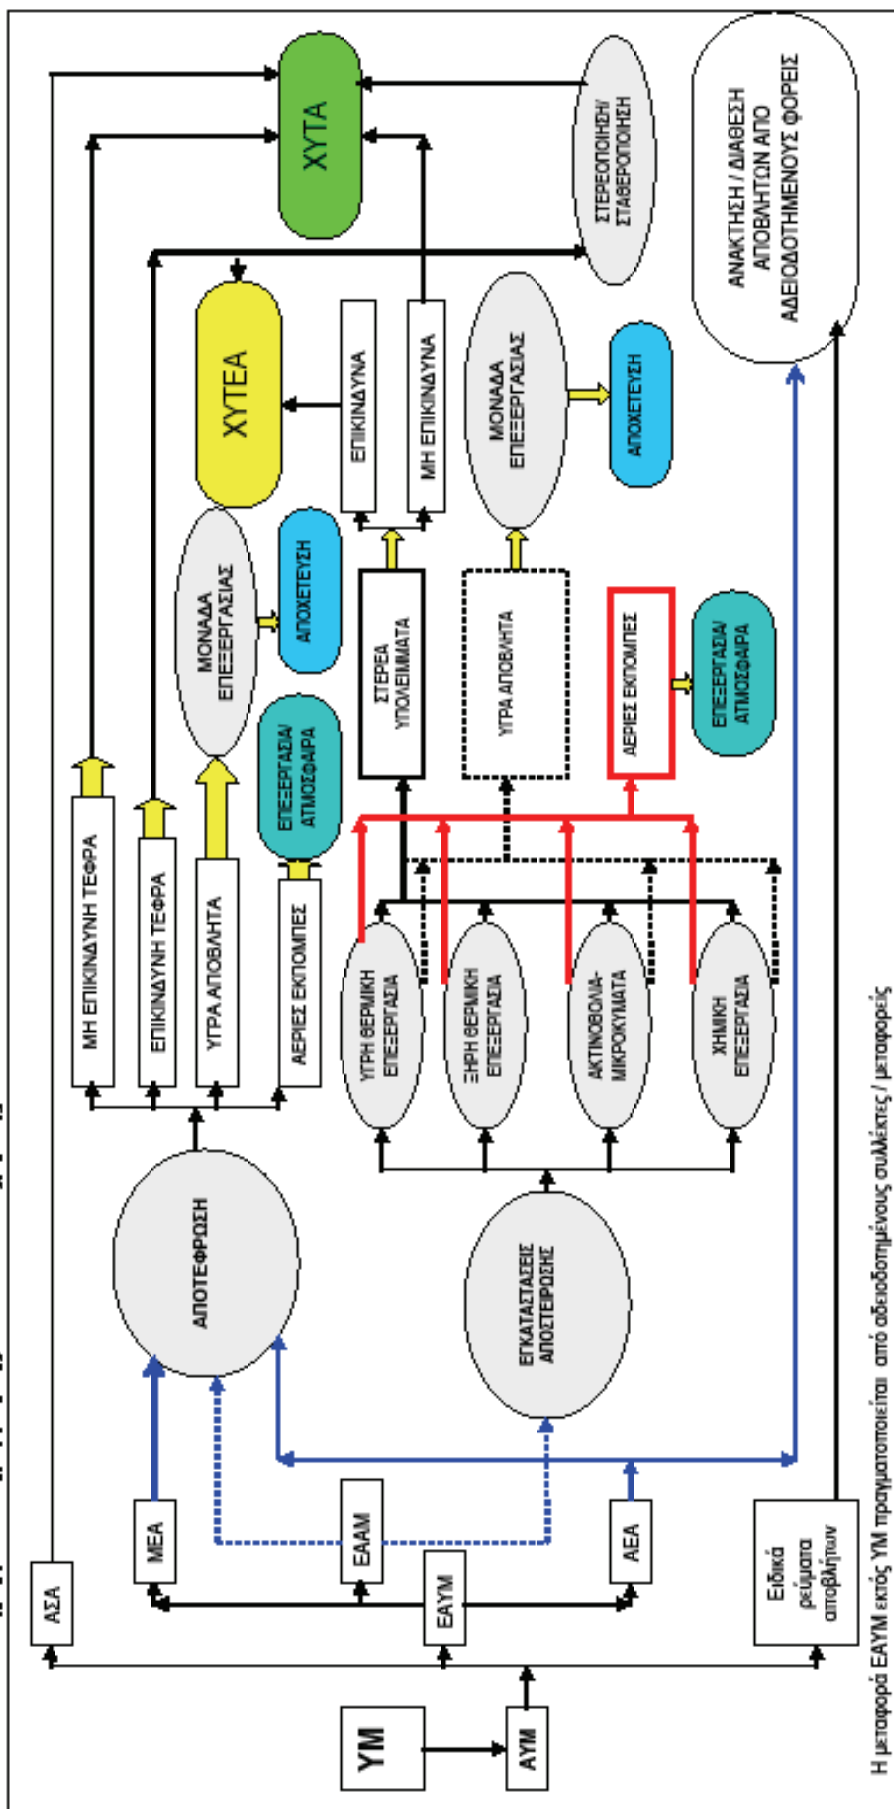 ΥΜ
ΑΥΜ
ΑΣΑ
ΕΑΥΜ
Ειδικά
ρεύματα
αποβλήτων
ΜΕΑ
ΕΑΑΜ
ΑΕΑ
ΑΠΟΤΕΦΡΩΣΗ
ΕΓΚΑΤΑΣΤΑΣΕΙΣ
ΑΠΟΣΤΕΙΡΩΣΗΣ
ΜΗ ΕΠΙΚΙΝΔΥΝΗ ΤΕΦΡΑ
ΕΠΙΚΙΝΔΥΝΗ ΤΕΦΡΑ
ΥΓΡΑ ΑΠΟΒΛΗΤΑ
ΑΕΡΙΕΣ ΕΚΠΟΜΠΕΣ
ΥΓΡΗ ΘΕΡΜΙΚΗ
ΕΠΕΞΕΡΓΑΣΙΑ
ΞΗΡΗ ΘΕΡΜΙΚΗ
ΕΠΕΞΕΡΓΑΣΙΑ
ΑΚΤΙΝΟΒΟΛΙΑ-
ΜΙΚΡΟΚΥΜΑΤΑ
ΧΗΜΙΚΗ
ΕΠΕΞΕΡΓΑΣΙΑ
ΕΠΕΞΕΡΓΑΣΙΑ/
ΑΤΜΟΣΦΑΙΡΑ
ΜΟΝΑΔΑ
ΕΠΕΞΕΡΓΑΣΙΑΣ
ΑΠΟΧΕΤΕΥΣΗ
ΣΤΕΡΕΑ
ΥΠΟΛΕΙΜΜΑΤΑ
ΥΓΡΑ ΑΠΟΒΛΗΤΑ
ΑΕΡΙΕΣ ΕΚΠΟΜΠΕΣ
ΕΠΕΞΕΡΓΑΣΙΑ/
ΑΤΜΟΣΦΑΙΡΑ
ΧΥΤΕΑ
ΕΠΙΚΙΝΔΥΝΑ
ΜΗ ΕΠΙΚΙΝΔΥΝΑ
ΜΟΝΑΔΑ
ΕΠΕΞΕΡΓΑΣΙΑΣ
ΑΠΟΧΕΤΕΥΣΗ
ΧΥΤΑ
ΣΤΕΡΕΟΠΟΙΗΣΗ/
ΣΤΑΘΕΡΟΠΟΙΗΣΗ
ΑΝΑΚΤΗΣΗ / ΔΙΑΘΕΣΗ
ΑΠΟΒΛΗΤΩΝ ΑΠΟ
ΑΔΕΙΟΔΟΤΗΜΕΝΟΥΣ ΦΟΡΕΙΣ
Η μεταφορά ΕΑΥΜ εκτός ΥΜ πραγματοποιείται από αδειοδοτημένους συλλέκτες / μεταφορείς